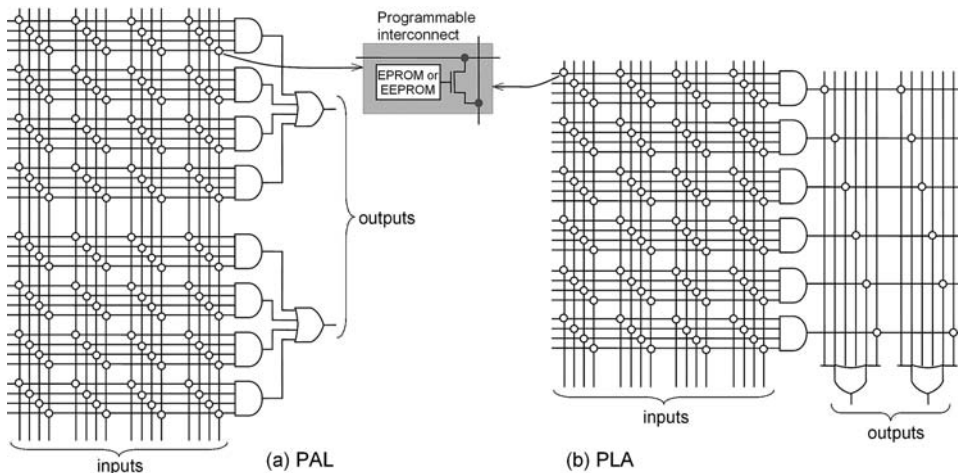 Programmable
interconnect
EPROM or
EEPROM
outputs
inputs
(a) PAL
inputs
(b) PLA
outputs